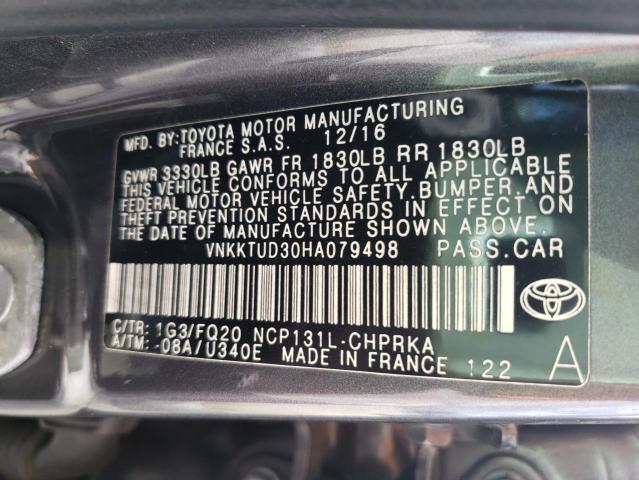 MFD. BY:TOYOTA MOTOR MANUFACTURING
FRANCE S.A.S. 12/16
GVWR 3330LB GAWR FR 1830LB RR 1830LB
THIS VEHICLE CONFORMS TO ALL APPLICABLE
FEDERAL MOTOR VEHICLE SAFETY, BUMPER, AND
THEFT PREVENTION STANDARDS IN EFFECT ON
THE DATE OF MANUFACTURE SHOWN ABOVE.
VNKKTUD30HA079498 PASS.CAR
C/TR: 1G3/FQ20 NCP131L-CHPRKA
A/TM: -08A/U340E MADE IN FRANCE 122 A